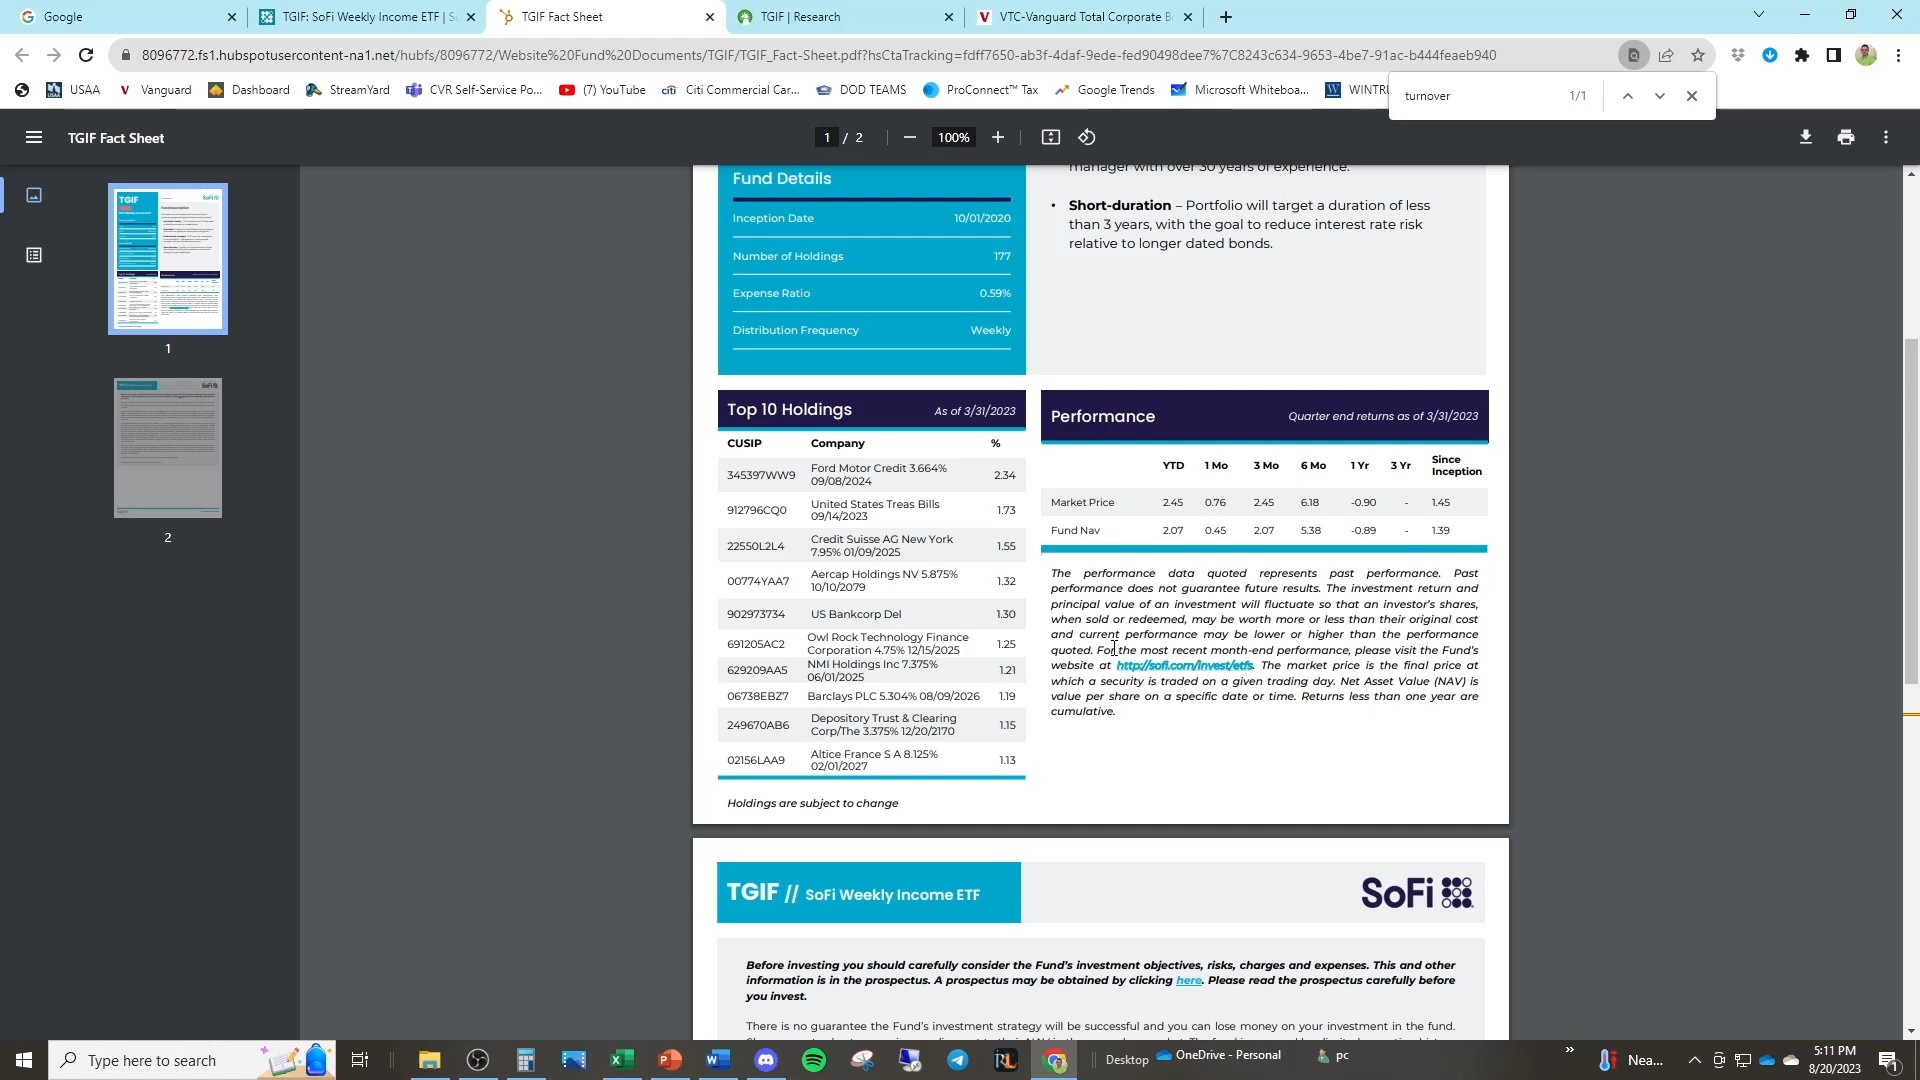 Google
TGIF: SoFi Weekly Income ETF | S
TGIF Fact Sheet
TGIF | Research
VTC-Vanguard Total Corporate B
8096772.fs1.hubspotusercontent-na1.net/hubfs/8096772/Website%20Fund%20Documents/TGIF/TGIF_Fact-Sheet.pdf?hsCtaTracking=fdff7650-ab3f-4daf-9ede-fed90498dee7%7C8243c634-9653-4be7-91ac-b444feaeb940
USAA
Vanguard
Dashboard
StreamYard
CVR Self-Service Po...
(7) YouTube
Citi Commercial Car...
DOD TEAMS
ProConnect™ Tax
Google Trends
Microsoft Whiteboa...
WINTRU
turnover 1/1
TGIF Fact Sheet
1 / 2
100%
1
2
Fund Details
Inception Date 10/01/2020
Number of Holdings 177
Expense Ratio 0.59%
Distribution Frequency Weekly
manager with over 30 years of experience.
• Short-duration – Portfolio will target a duration of less
than 3 years, with the goal to reduce interest rate risk
relative to longer dated bonds.
Top 10 Holdings As of 3/31/2023
CUSIP Company %
345397WW9 Ford Motor Credit 3.664% 09/08/2024 2.34
912796CQ0 United States Treas Bills 09/14/2023 1.73
22550L2L4 Credit Suisse AG New York 7.95% 01/09/2025 1.55
00774YAA7 Aercap Holdings NV 5.875% 10/10/2079 1.32
902973734 US Bankcorp Del 1.30
691205AC2 Owl Rock Technology Finance Corporation 4.75% 12/15/2025 1.25
629209AA5 NMI Holdings Inc 7.375% 06/01/2025 1.21
06738EBZ7 Barclays PLC 5.304% 08/09/2026 1.19
249670AB6 Depository Trust & Clearing Corp/The 3.375% 12/20/2170 1.15
02156LAA9 Altice France S A 8.125% 02/01/2027 1.13
Holdings are subject to change
Performance Quarter end returns as of 3/31/2023
YTD 1 Mo 3 Mo 6 Mo 1 Yr 3 Yr Since Inception
Market Price 2.45 0.76 2.45 6.18 -0.90 - 1.45
Fund Nav 2.07 0.45 2.07 5.38 -0.89 - 1.39
The performance data quoted represents past performance. Past
performance does not guarantee future results. The investment return and
principal value of an investment will fluctuate so that an investor's shares,
when sold or redeemed, may be worth more or less than their original cost
and current performance may be lower or higher than the performance
quoted. For the most recent month-end performance, please visit the Fund's
website at http://sofi.com/invest/etfs. The market price is the final price at
which a security is traded on a given trading day. Net Asset Value (NAV) is
value per share on a specific date or time. Returns less than one year are
cumulative.
TGIF // SoFi Weekly Income ETF
SoFi
Before investing you should carefully consider the Fund's investment objectives, risks, charges and expenses. This and other
information is in the prospectus. A prospectus may be obtained by clicking here. Please read the prospectus carefully before
you invest.
There is no guarantee the Fund's investment strategy will be successful and you can lose money on your investment in the fund.
Type here to search
Desktop
OneDrive - Personal
pc
Nea...
5:11 PM
8/20/2023